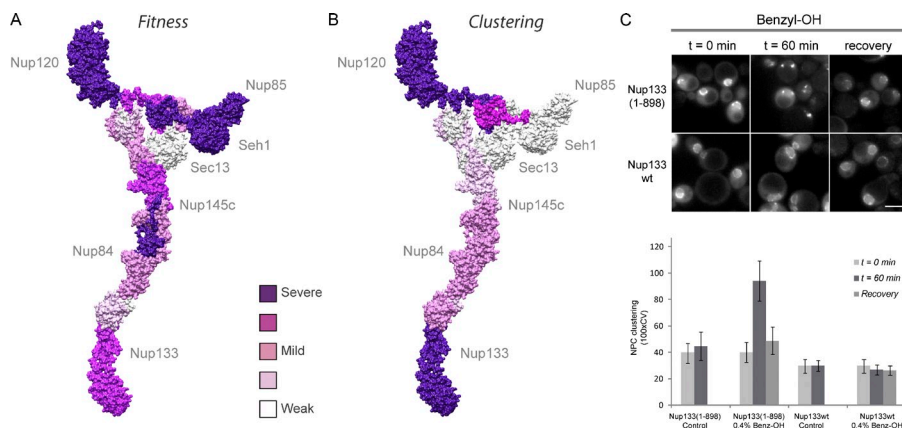 A
Fitness
Nup120
Nup85
Seh1
Sec13
Nup145c
Nup84
Nup133
Severe
Mild
Weak
B
Clustering
Nup120
Nup85
Seh1
Sec13
Nup145c
Nup84
Nup133
C
Benzyl-OH
t = 0 min t = 60 min recovery
Nup133
(1-898)
Nup133
wt
NPC clustering
(100xCV)
120
100
80
60
40
20
0
t = 0 min
t = 60 min
Recovery
Nup133(1-898) Nup133(1-898) Nup133wt Nup133wt
Control 0.4% Benz-OH Control 0.4% Benz-OH